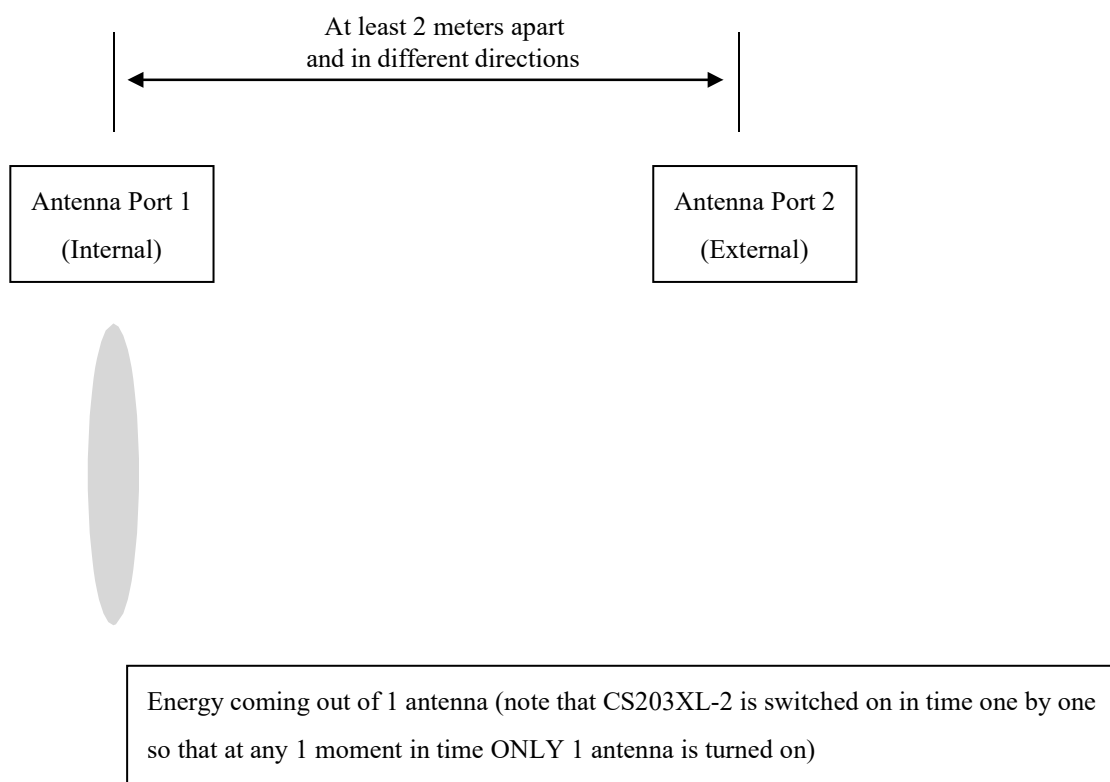 At least 2 meters apart
and in different directions
Antenna Port 1
(Internal)
Antenna Port 2
(External)
Energy coming out of 1 antenna (note that CS203XL-2 is switched on in time one by one
so that at any 1 moment in time ONLY 1 antenna is turned on)